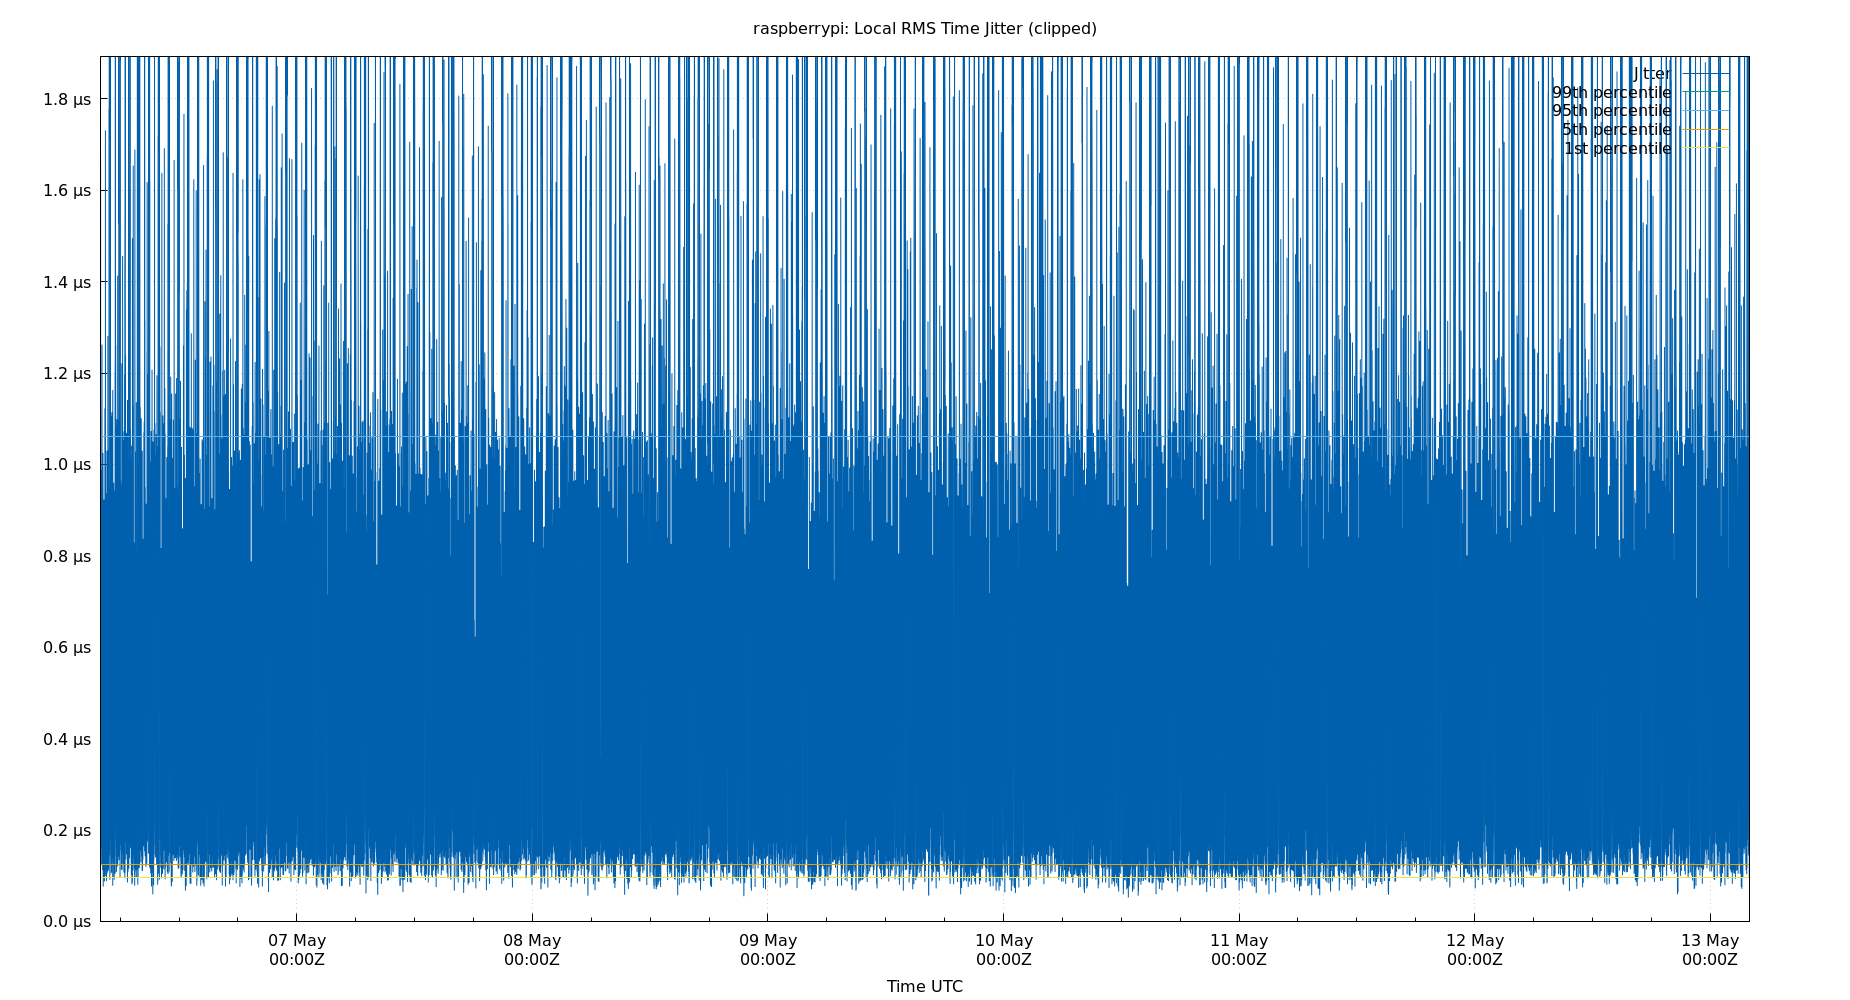 raspberrypi: Local RMS Time Jitter (clipped)
1.8 µs
1.6 µs
1.4 µs
1.2 µs
1.0 µs
0.8 µs
0.6 µs
0.4 µs
0.2 µs
0.0 µs
Jitter
99th percentile
95th percentile
5th percentile
1st percentile
07 May
00:00Z
08 May
00:00Z
09 May
00:00Z
10 May
00:00Z
11 May
00:00Z
12 May
00:00Z
13 May
00:00Z
Time UTC